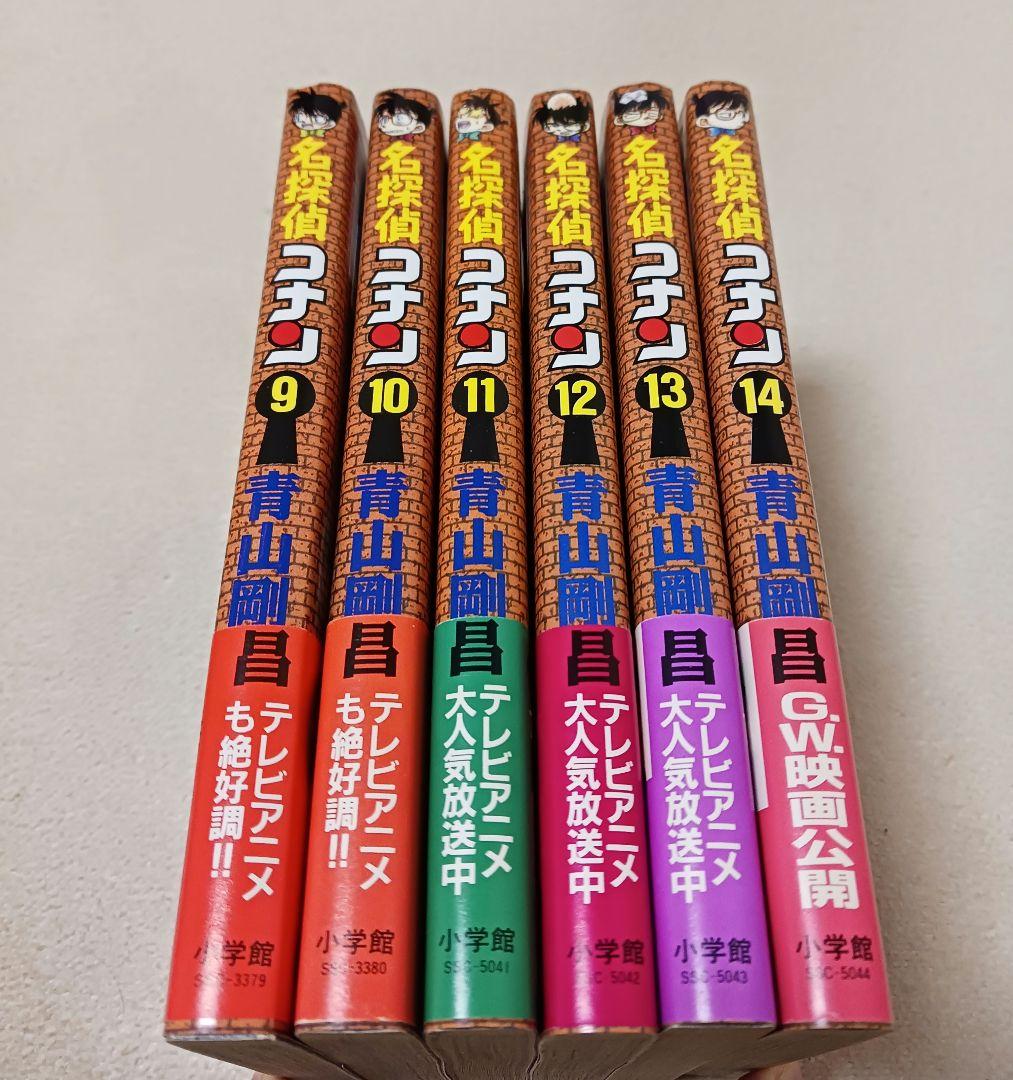 名探偵
コナン
9
青山剛昌
テレビアニメ
も絶好調!!
小学館
SSC-3379
名探偵
コナン
10
青山剛昌
テレビアニメ
も絶好調!!
小学館
SSC-3380
名探偵
コナン
11
青山剛昌
テレビアニメ
大人気放送中
小学館
SSC-5041
名探偵
コナン
12
青山剛昌
テレビアニメ
大人気放送中
小学館
SSC-5042
名探偵
コナン
13
青山剛昌
テレビアニメ
大人気放送中
小学館
SSC-5043
名探偵
コナン
14
青山剛昌
G.W.映画公開
小学館
SSC-5044